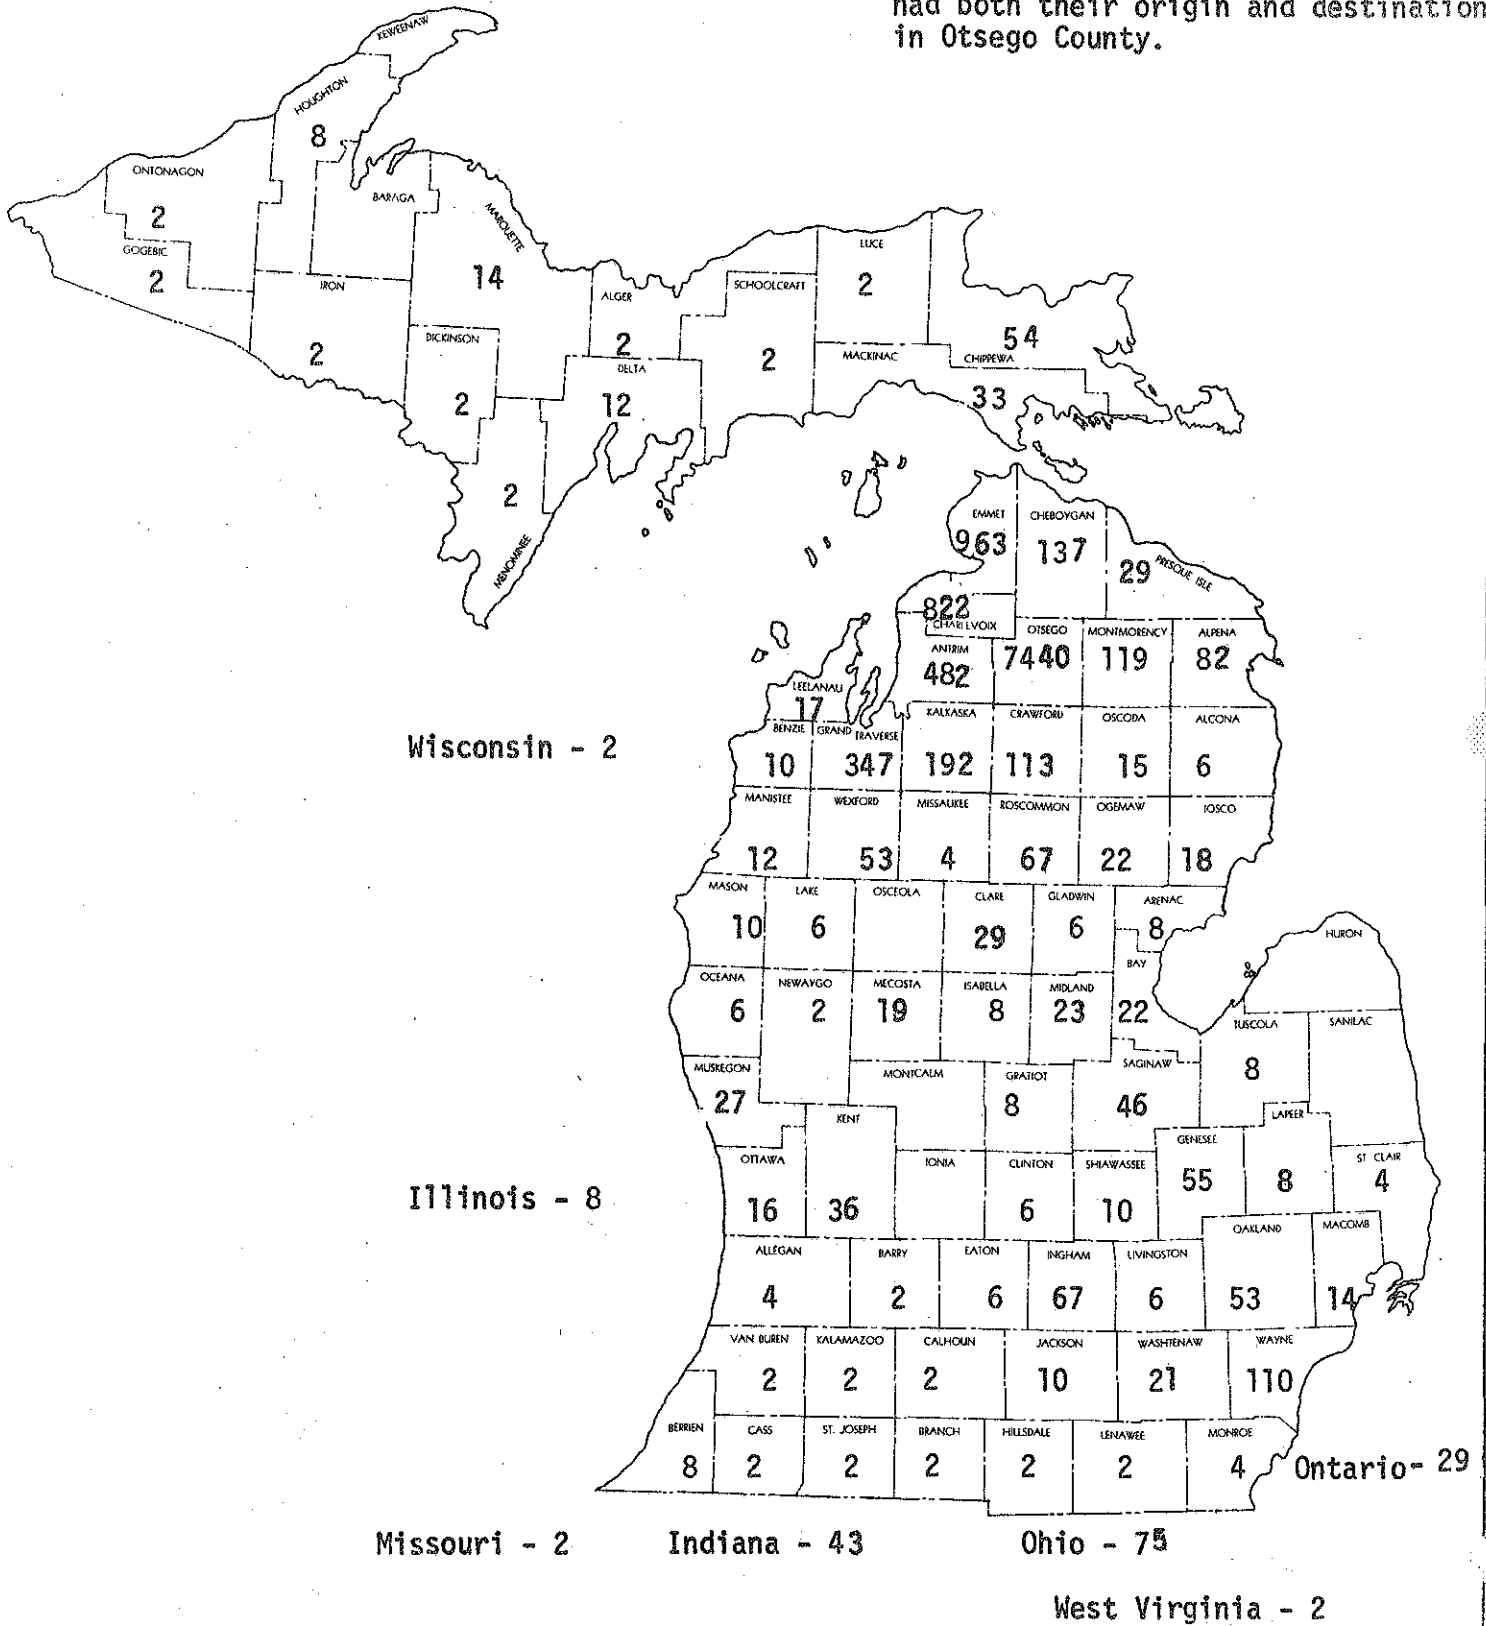 had both their origin and destination
in Otsego County.
KEWEENAW
HOUGHTON
8
ONTONAGON
2
BARAGA
MARQUETTE
14
GOGEBIC
2
IRON
2
DICKINSON
2
ALGER
2
SCHOOLCRAFT
2
LUCE
2
54
MACKINAC
CHIPPEWA
33
DELTA
12
2
MENOMINEE
EMMET
963
CHEBOYGAN
137
29
PRESQUE ISLE
822
CHARLEVOIX
ANTRIM
482
OTSEGO
7440
MONTMORENCY
119
ALPENA
82
LEELANAU
17
BENZIE
10
GRAND TRAVERSE
347
KALKASKA
192
CRAWFORD
113
OSCODA
15
ALCONA
6
Wisconsin - 2
MANISTEE
12
WEXFORD
53
MISSAUKEE
4
ROSCOMMON
67
OGEMAW
22
IOSCO
18
MASON
10
LAKE
6
OSCEOLA
CLARE
29
GLADWIN
6
ARENAC
8
HURON
OCEANA
6
NEWAYGO
2
MECOSTA
19
ISABELLA
8
MIDLAND
23
BAY
22
TUSCOLA
8
SANILAC
MUSKEGON
27
MONTCALM
GRATIOT
8
SAGINAW
46
LAPEER
8
GENESEE
55
ST CLAIR
4
KENT
36
OTTAWA
16
IONIA
CLINTON
6
SHIAWASSEE
10
Illinois - 8
OAKLAND
53
MACOMB
14
ALLEGAN
4
BARRY
2
EATON
6
INGHAM
67
LIVINGSTON
6
VAN BUREN
2
KALAMAZOO
2
CALHOUN
2
JACKSON
10
WASHTENAW
21
WAYNE
110
BERRIEN
8
CASS
2
ST. JOSEPH
2
BRANCH
2
HILLSDALE
2
LENAWEE
2
MONROE
4
Ontario- 29
Missouri - 2
Indiana - 43
Ohio - 75
West Virginia - 2